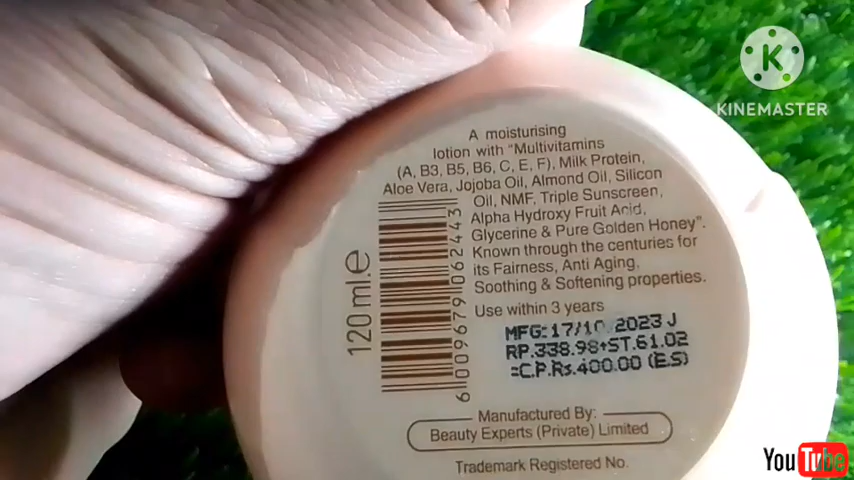 K
KINEMASTER
A moisturising
lotion with "Multivitamins
(A, B3, B5, B6, C, E, F), Milk Protein,
Aloe Vera, Jojoba Oil, Almond Oil, Silicon
Oil, NMF, Triple Sunscreen,
Alpha Hydroxy Fruit Acid,
Glycerine & Pure Golden Honey".
Known through the centuries for
its Fairness, Anti Aging,
Soothing & Softening properties.
120 ml. e
6 009679 062443
Use within 3 years
MFG:17/10/2023 J
RP.338.98+ST.61.02
=C.P.Rs.400.00 (E.S)
Manufactured By:
Beauty Experts (Private) Limited
Trademark Registered No.
YouTube